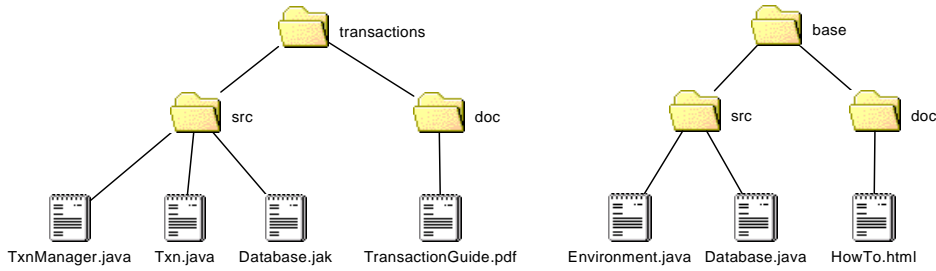 transactions
base
src
doc
src
doc
TxnManager.java
Txn.java
Database.jak
TransactionGuide.pdf
Environment.java
Database.java
HowTo.html